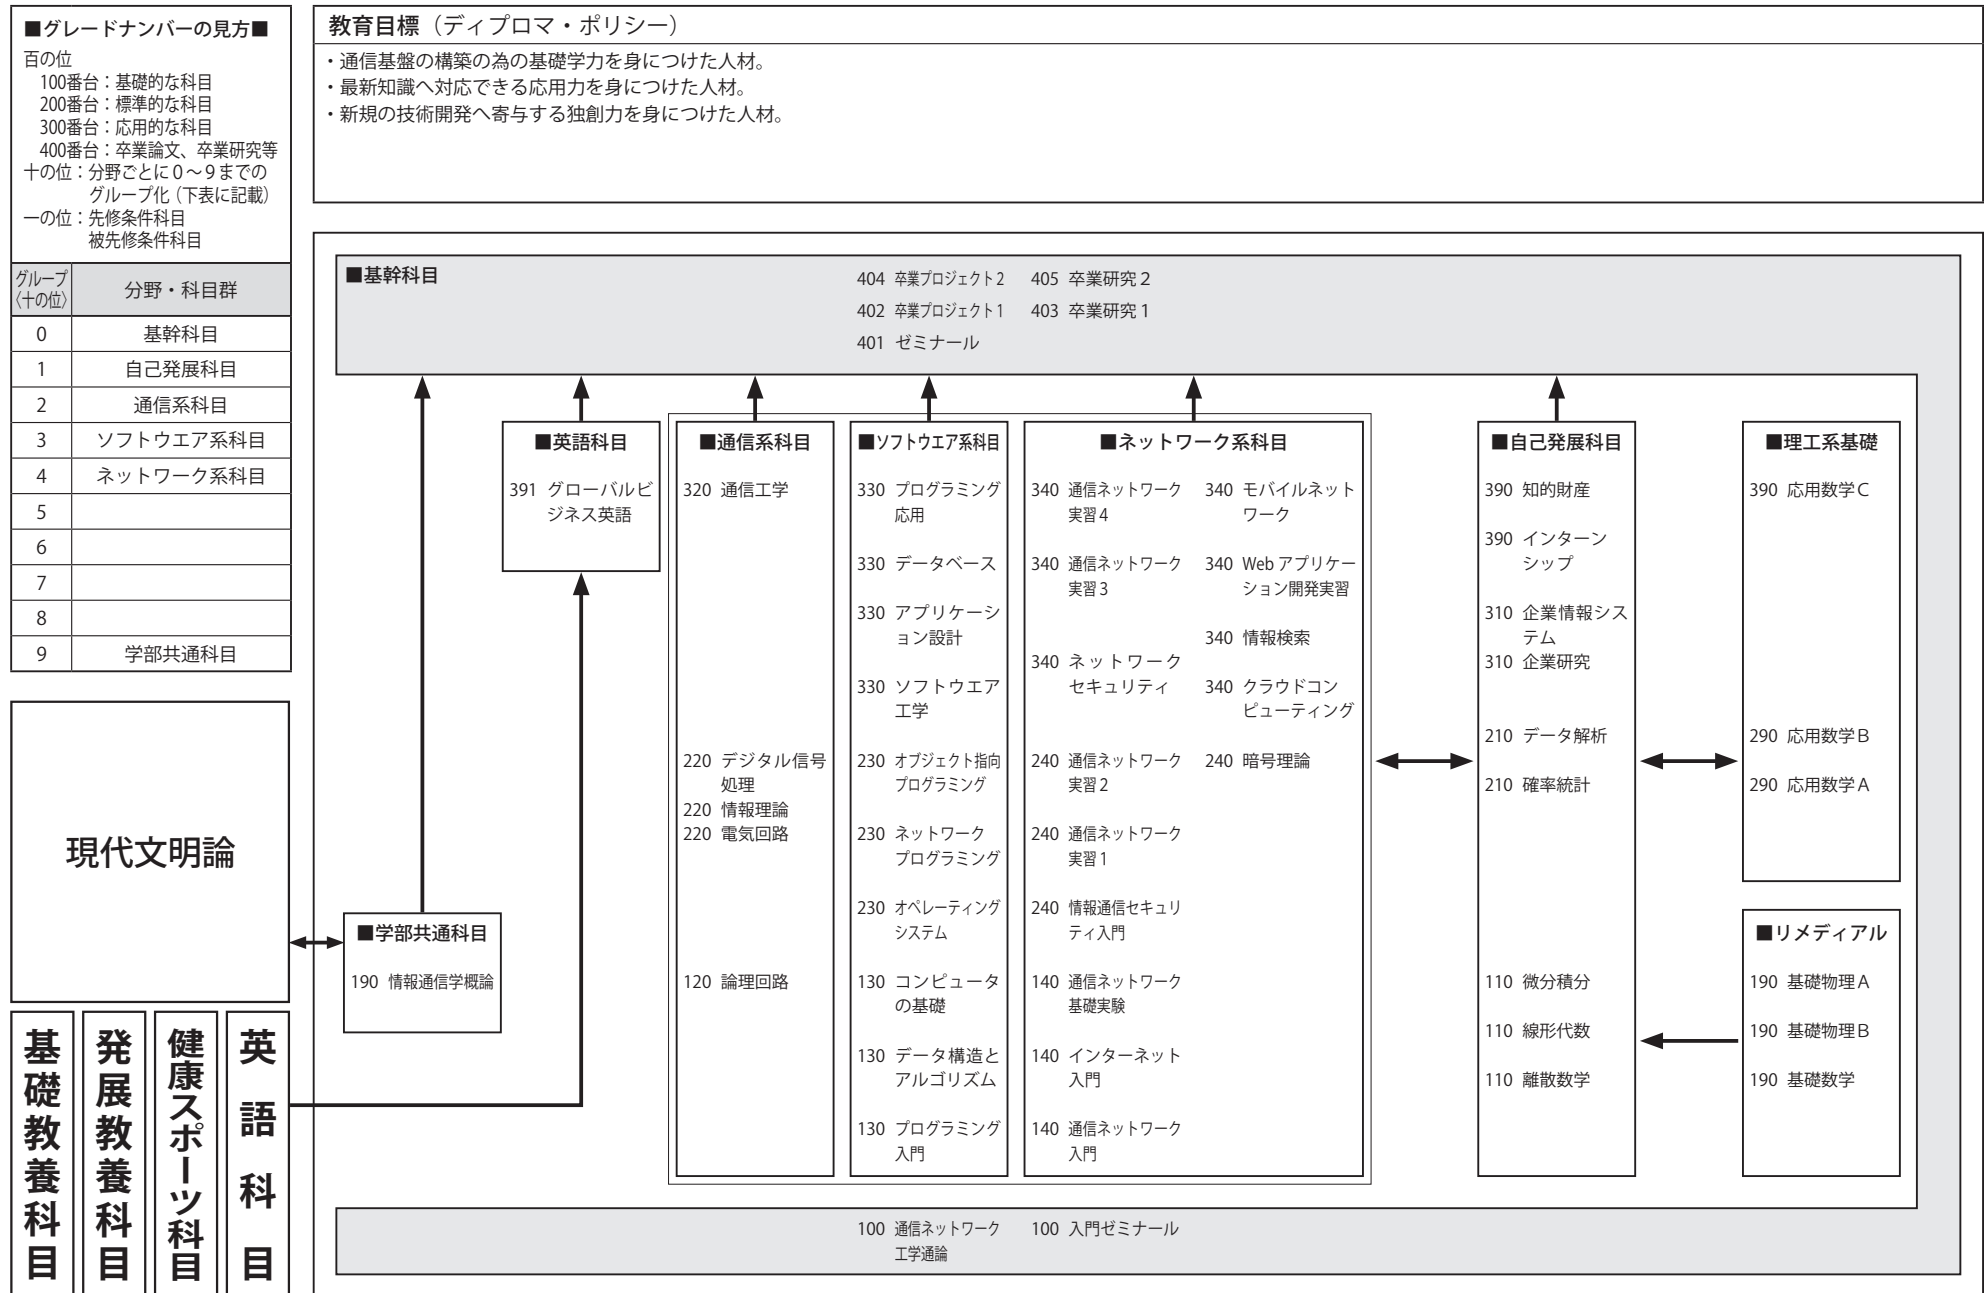 ■グレードナンバーの見方■
百の位
100番台：基礎的な科目
200番台：標準的な科目
300番台：応用的な科目
400番台：卒業論文、卒業研究等
十の位：分野ごとに０～９までの
グループ化（下表に記載）
一の位：先修条件科目
被先修条件科目
グループ
〈十の位〉
分野・科目群
0 基幹科目
1 自己発展科目
2 通信系科目
3 ソフトウエア系科目
4 ネットワーク系科目
5
6
7
8
9 学部共通科目
現代文明論
基礎教養科目
発展教養科目
健康スポーツ科目
英語科目
教育目標（ディプロマ・ポリシー）
・通信基盤の構築の為の基礎学力を身につけた人材。
・最新知識へ対応できる応用力を身につけた人材。
・新規の技術開発へ寄与する独創力を身につけた人材。
■基幹科目
404 卒業プロジェクト2 405 卒業研究２
402 卒業プロジェクト1 403 卒業研究１
401 ゼミナール
■学部共通科目
190 情報通信学概論
■英語科目
391 グローバルビ
ジネス英語
■通信系科目
320 通信工学
220 デジタル信号
処理
220 情報理論
220 電気回路
120 論理回路
■ソフトウエア系科目
330 プログラミング
応用
330 データベース
330 アプリケーシ
ョン設計
330 ソフトウエア
工学
230 オブジェクト指向
プログラミング
230 ネットワーク
プログラミング
230 オペレーティング
システム
130 コンピュータ
の基礎
130 データ構造と
アルゴリズム
130 プログラミング
入門
■ネットワーク系科目
340 通信ネットワーク
実習４
340 通信ネットワーク
実習３
340 ネットワーク
セキュリティ
240 通信ネットワーク
実習２
240 通信ネットワーク
実習１
240 情報通信セキュリ
ティ入門
140 通信ネットワーク
基礎実験
140 インターネット
入門
140 通信ネットワーク
入門
340 モバイルネット
ワーク
340 Web アプリケー
ション開発実習
340 情報検索
340 クラウドコン
ピューティング
240 暗号理論
■自己発展科目
390 知的財産
390 インターン
シップ
310 企業情報シス
テム
310 企業研究
210 データ解析
210 確率統計
110 微分積分
110 線形代数
110 離散数学
■理工系基礎
390 応用数学Ｃ
290 応用数学Ｂ
290 応用数学Ａ
■リメディアル
190 基礎物理Ａ
190 基礎物理Ｂ
190 基礎数学
100 通信ネットワーク
工学通論
100 入門ゼミナール